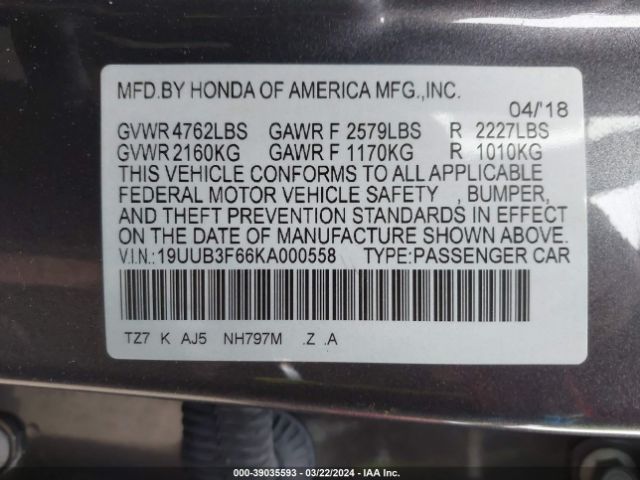 MFD.BY HONDA OF AMERICA MFG.,INC.
04/'18
GVWR 4762LBS GAWR F 2579LBS R 2227LBS
GVWR 2160KG GAWR F 1170KG R 1010KG
THIS VEHICLE CONFORMS TO ALL APPLICABLE
FEDERAL MOTOR VEHICLE SAFETY , BUMPER,
AND THEFT PREVENTION STANDARDS IN EFFECT
ON THE DATE OF MANUFACTURE SHOWN ABOVE.
V.I.N.:19UUB3F66KA000558 TYPE:PASSENGER CAR
TZ7 K AJ5 NH797M .Z .A
000-39035593 - 03/22/2024 - IAAI.COM